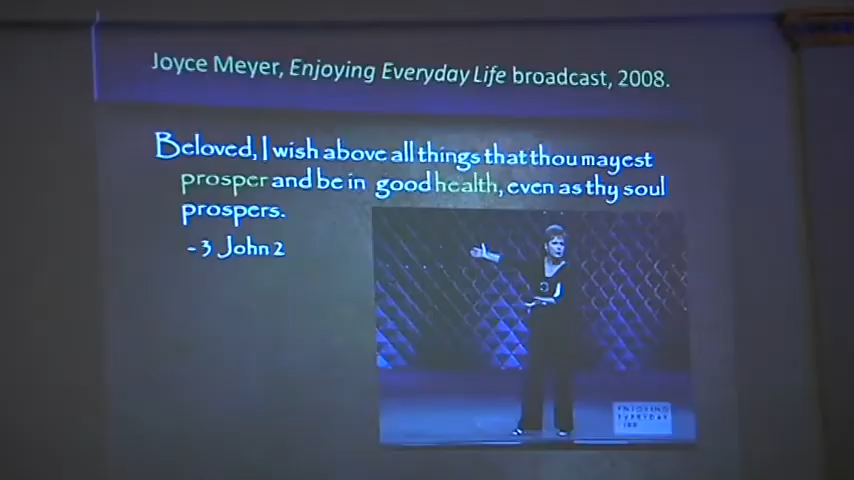 Joyce Meyer, Enjoying Everyday Life broadcast, 2008.
Beloved, I wish above all things that thou mayest
prosper and be in good health, even as thy soul
prospers.
- 3 John 2
ENJOYING
EVERYDAY